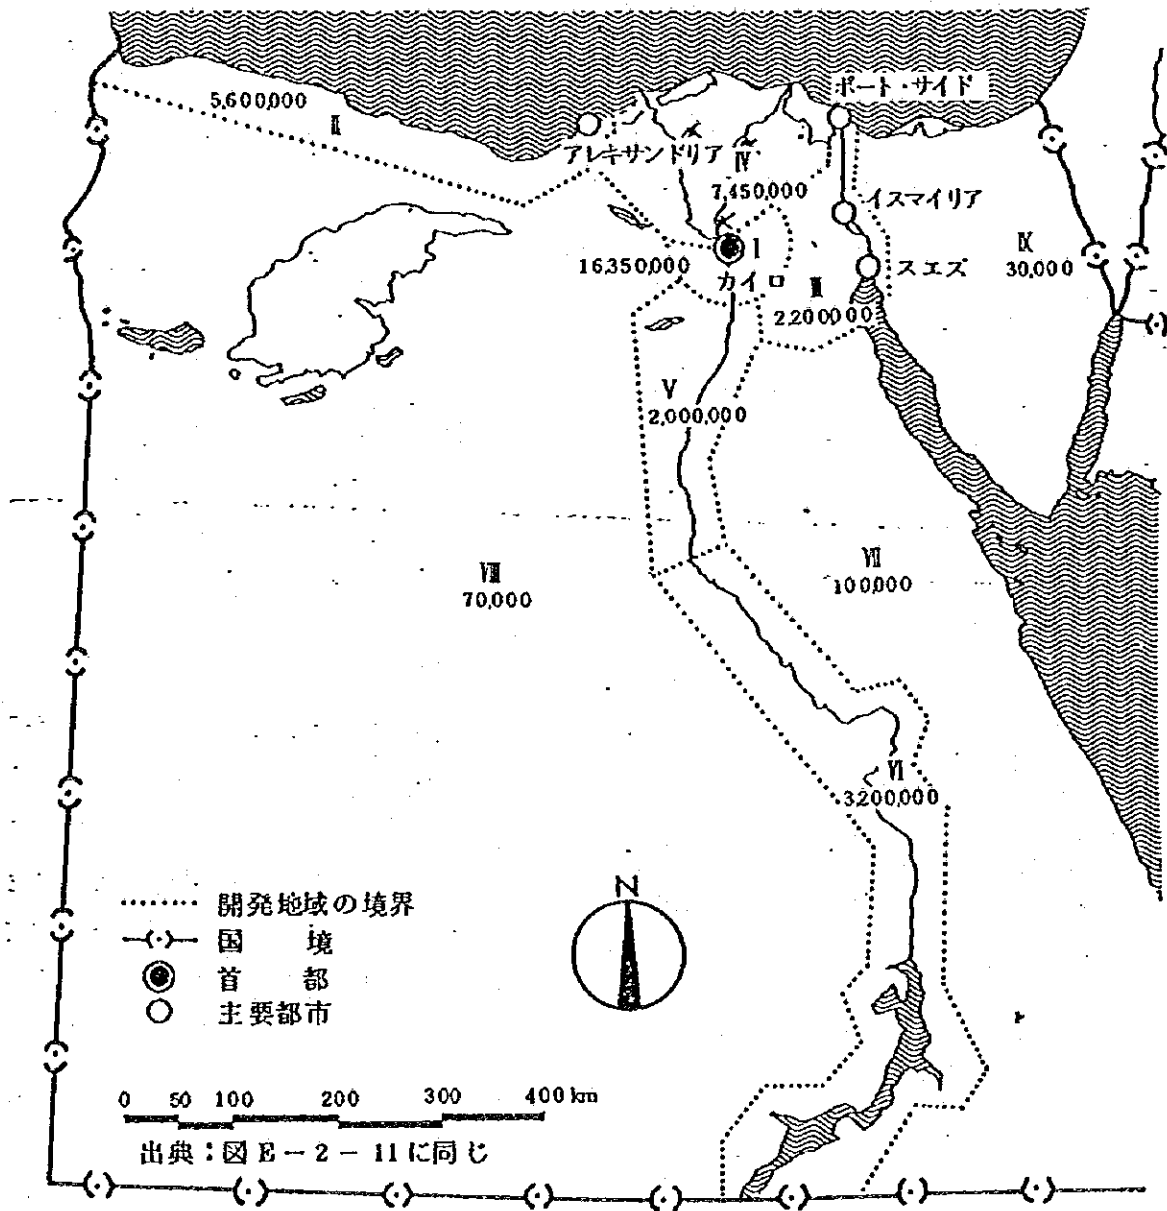 5,600,000
II
ポート・サイド
アレキサンドリア
IV
7,450,000
イスマイリア
16,350,000
I
カイロ
スエズ
IX
30,000
III
2,200,000
V
2,000,000
VIII
70,000
VII
100,000
VI
3,200,000
N
開発地域の境界
国 境
首 都
主要都市
0 50 100 200 300 400 km
出典：図E-2-11に同じ